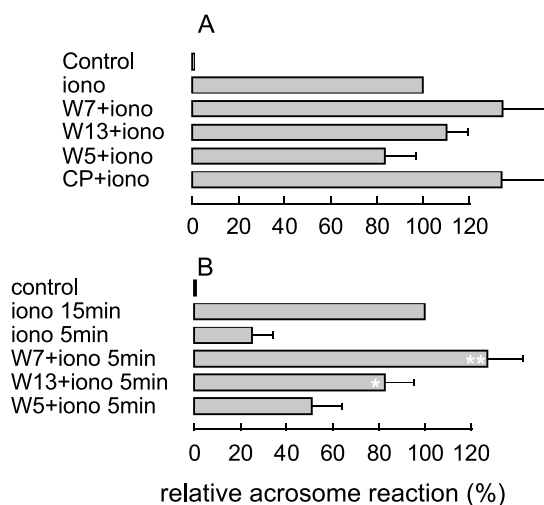 A
Control
iono
W7+iono
W13+iono
W5+iono
CP+iono
0 20 40 60 80 100 120
B
control
iono 15min
iono 5min
W7+iono 5min
**
W13+iono 5min
*
W5+iono 5min
0 20 40 60 80 100 120
relative acrosome reaction (%)